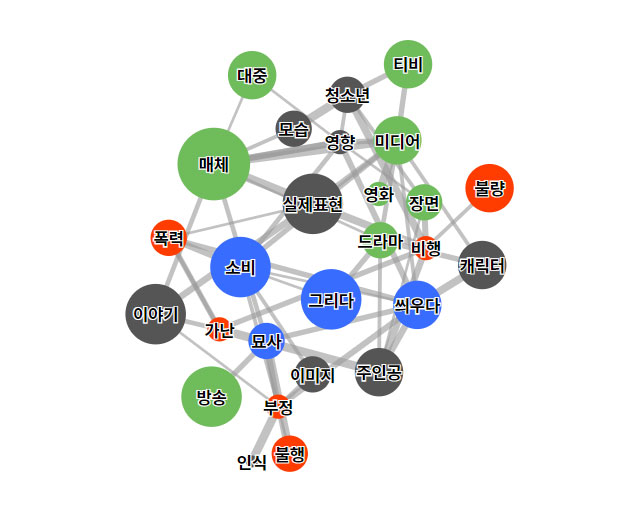 티비
대중
청소년
모습
영향
미디어
매체
불량
영화
장면
실제표현
폭력
드라마
비행
소비
캐릭터
그리다
씌우다
이야기
가난
묘사
이미지
주인공
방송
부정
인식
불행